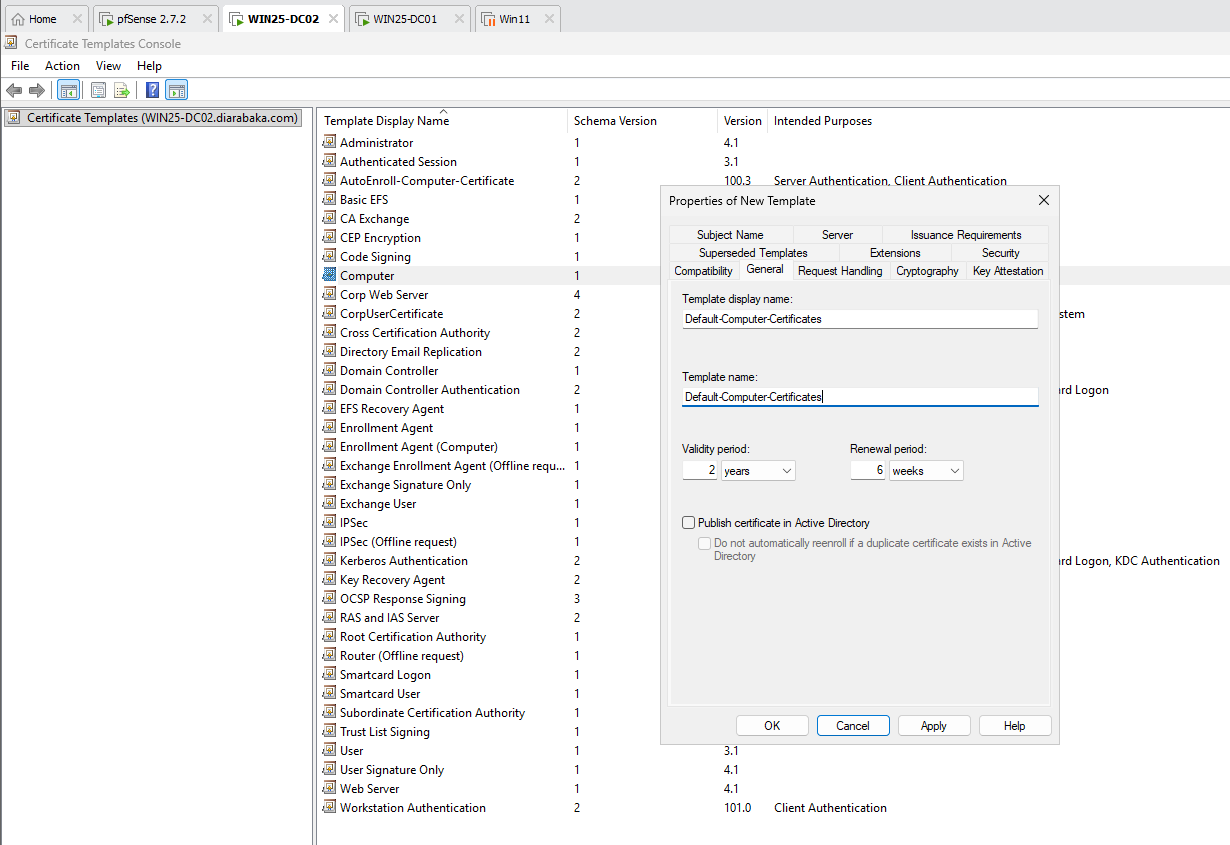 Home
pfSense 2.7.2
WIN25-DC02
WIN25-DC01
Win11
Certificate Templates Console
File Action View Help
Certificate Templates (WIN25-DC02.diarabaka.com)
Template Display Name Schema Version Version Intended Purposes
Administrator 1 4.1
Authenticated Session 1 3.1
AutoEnroll-Computer-Certificate 2 100.3 Server Authentication, Client Authentication
Basic EFS 1
CA Exchange 2
CEP Encryption 1
Code Signing 1
Computer 1
Corp Web Server 4
CorpUserCertificate 2 stem
Cross Certification Authority 2
Directory Email Replication 2
Domain Controller 1
Domain Controller Authentication 2 rd Logon
EFS Recovery Agent 1
Enrollment Agent 1
Enrollment Agent (Computer) 1
Exchange Enrollment Agent (Offline requ... 1
Exchange Signature Only 1
Exchange User 1
IPSec 1
IPSec (Offline request) 1
Kerberos Authentication 2 rd Logon, KDC Authentication
Key Recovery Agent 2
OCSP Response Signing 3
RAS and IAS Server 2
Root Certification Authority 1
Router (Offline request) 1
Smartcard Logon 1
Smartcard User 1
Subordinate Certification Authority 1
Trust List Signing 1
User 1 3.1
User Signature Only 1 4.1
Web Server 1 4.1
Workstation Authentication 2 101.0 Client Authentication
Properties of New Template
Subject Name Server Issuance Requirements
Superseded Templates Extensions Security
Compatibility General Request Handling Cryptography Key Attestation
Template display name:
Default-Computer-Certificates
Template name:
Default-Computer-Certificates
Validity period: Renewal period:
2 years 6 weeks
Publish certificate in Active Directory
Do not automatically reenroll if a duplicate certificate exists in Active
Directory
OK Cancel Apply Help